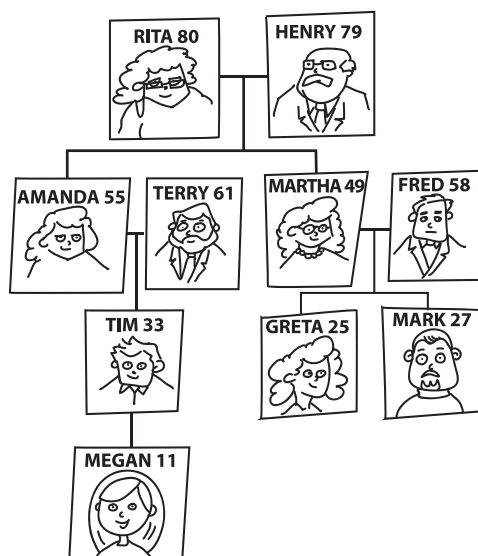 RITA 80
HENRY 79
AMANDA 55
TERRY 61
MARTHA 49
FRED 58
TIM 33
GRETA 25
MARK 27
MEGAN 11